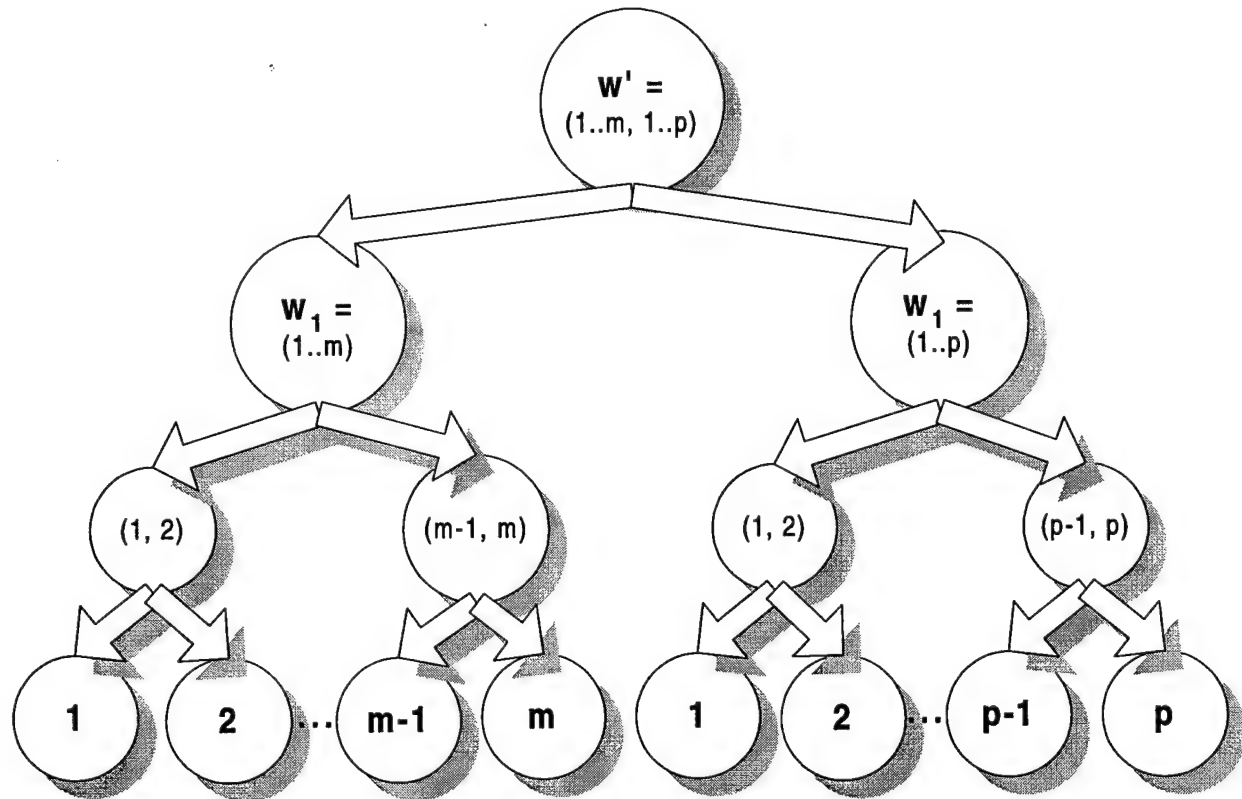 W' =
(1..m, 1..p)
W₁ =
(1..m)
W₁ =
(1..p)
(1, 2)
(m-1, m)
(1, 2)
(p-1, p)
1
2
...
m-1
m
1
2
...
p-1
p